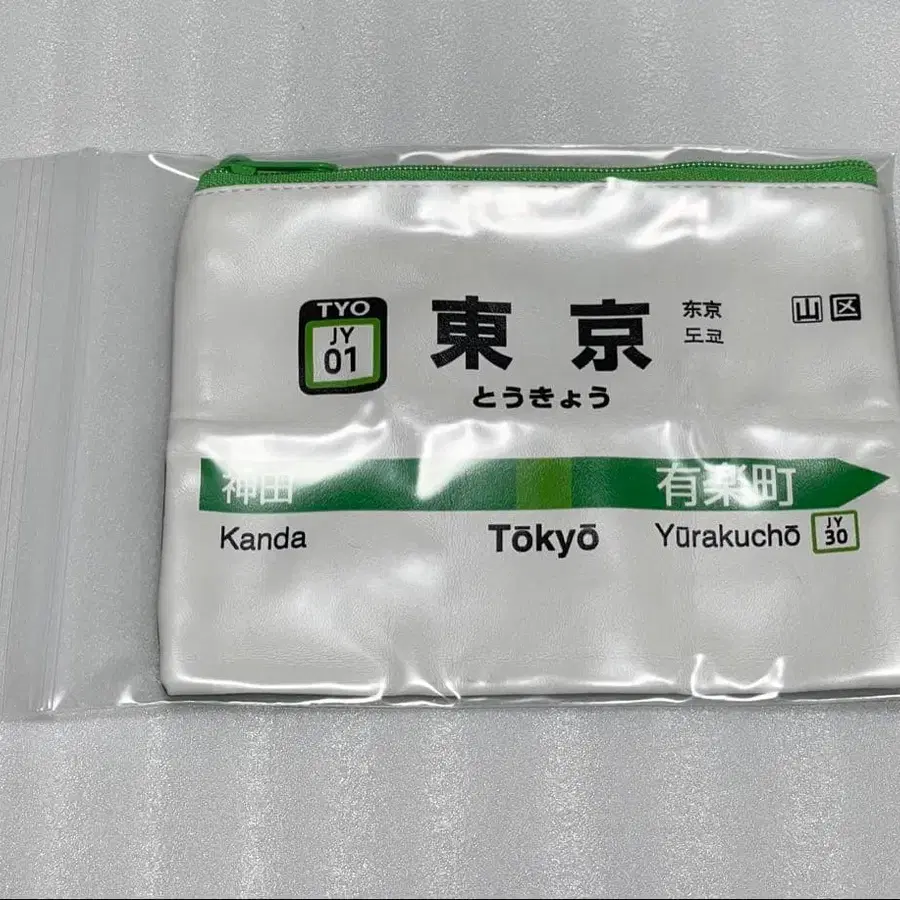 TYO
JY
01
東京
とうきょう
东京
도쿄
山 区
神田
有楽町
Kanda
Tōkyō
Yūrakuchō
JY
30